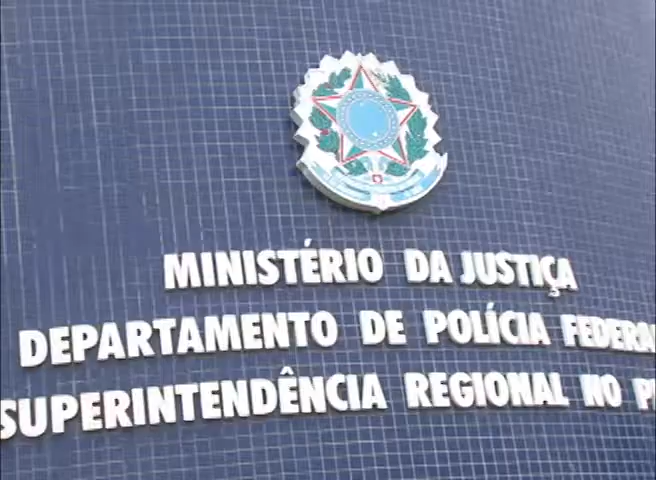 MINISTÉRIO DA JUSTIÇA
DEPARTAMENTO DE POLÍCIA FEDERAL
SUPERINTENDÊNCIA REGIONAL NO P